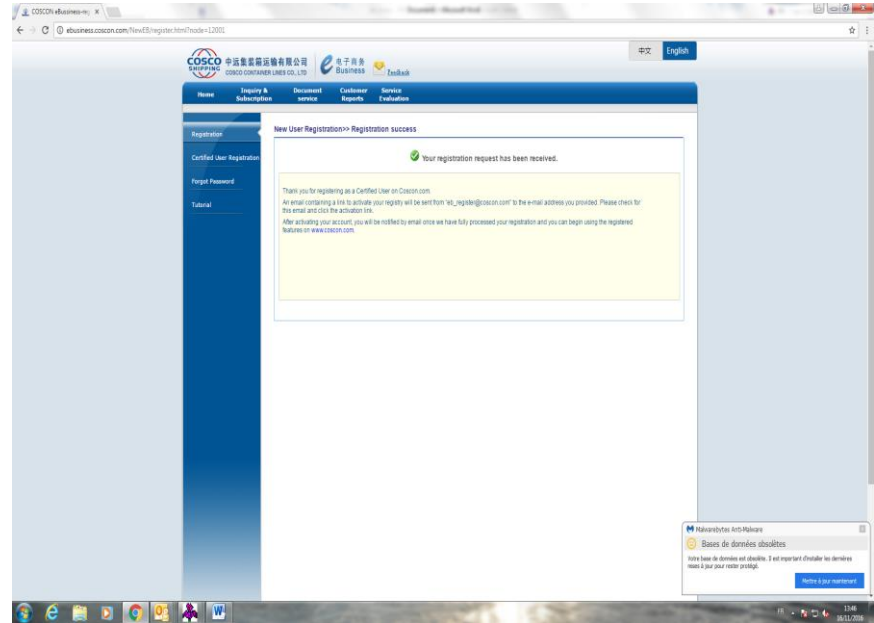 COSCON eBusiness-reg
ebusiness.coscon.com/NewEB/register.html?node=12001
中文 English
COSCO SHIPPING 中远集装箱运输有限公司 电子商务
COSCO CONTAINER LINES CO., LTD Business Feedback
Home Inquiry & Subscription Document service Customer Reports Service Evaluation
Registration
Certified User Registration
Forgot Password
Tutorial
New User Registration>> Registration success
Your registration request has been received.
Thank you for registering as a Certified User on Coscon.com.
An email containing a link to activate your registry will be sent from "eb_register@coscon.com" to the e-mail address you provided. Please check for
this email and click the activation link.
After activating your account, you will be notified by email once we have fully processed your registration and you can begin using the registered
features on www.coscon.com.
Malwarebytes Anti-Malware
Bases de données obsolètes
Votre base de données est obsolète. Il est important d'installer les dernières
mises à jour pour rester protégé.
Mettre à jour maintenant
FR
13:46
16/11/2016